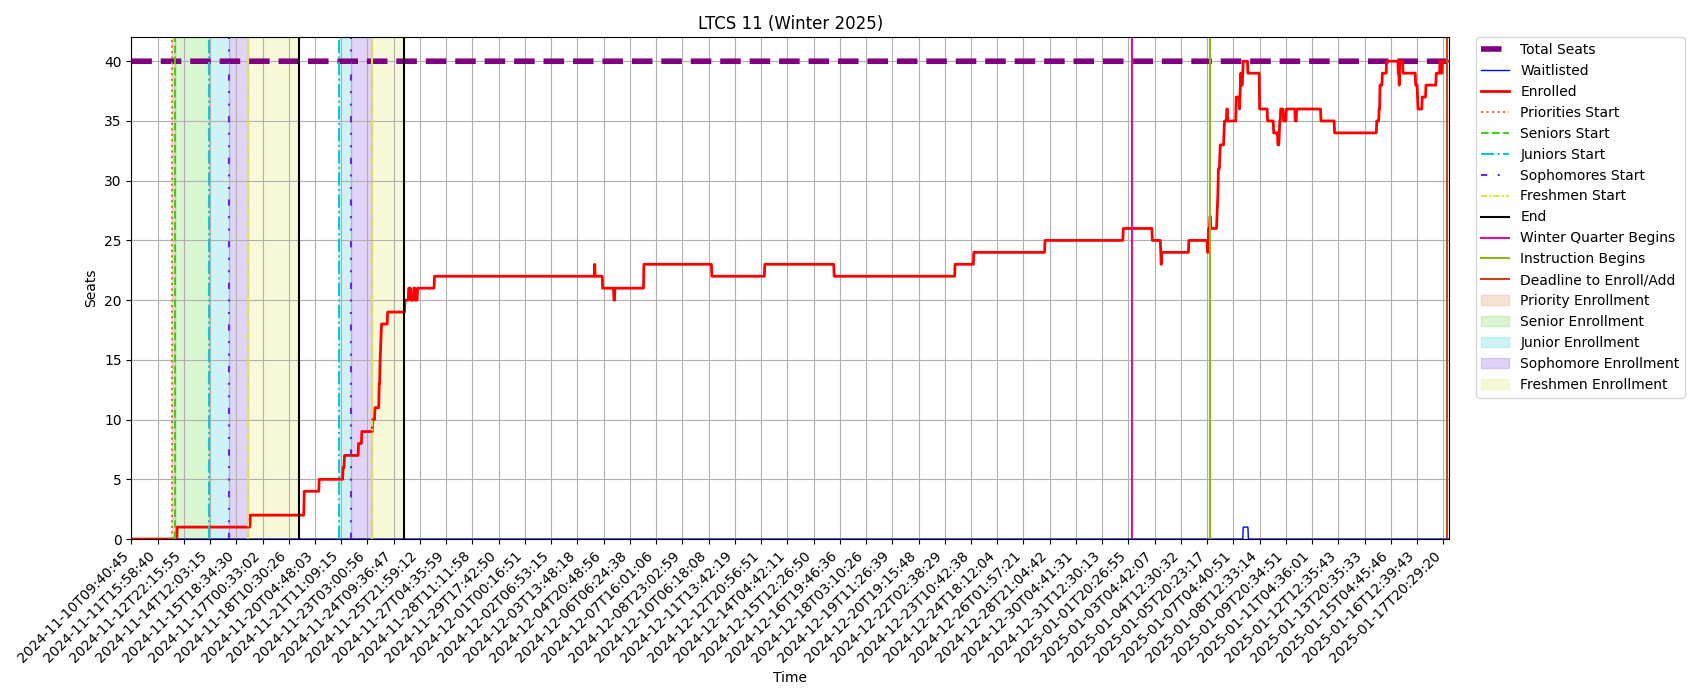 LTCS 11 (Winter 2025)
Seats
40
35
30
25
20
15
10
5
0
2024-11-10T09:40:45
2024-11-11T15:58:40
2024-11-12T22:15:55
2024-11-14T12:03:15
2024-11-15T18:34:30
2024-11-17T00:33:02
2024-11-18T10:30:26
2024-11-20T04:48:03
2024-11-21T11:09:15
2024-11-23T03:00:56
2024-11-24T09:36:47
2024-11-25T21:59:12
2024-11-27T04:35:59
2024-11-28T11:11:58
2024-11-29T17:42:50
2024-12-01T00:16:51
2024-12-02T06:53:15
2024-12-03T13:48:18
2024-12-04T20:48:56
2024-12-06T06:24:38
2024-12-07T16:01:06
2024-12-08T23:02:59
2024-12-10T06:18:09
2024-12-11T13:42:19
2024-12-12T20:56:51
2024-12-14T04:42:11
2024-12-15T12:26:50
2024-12-16T19:46:36
2024-12-18T03:10:26
2024-12-19T11:26:39
2024-12-20T19:15:48
2024-12-22T02:38:29
2024-12-23T10:42:38
2024-12-24T18:12:04
2024-12-26T01:57:21
2024-12-28T21:04:42
2024-12-30T04:41:31
2024-12-31T12:30:13
2025-01-01T20:26:55
2025-01-03T04:42:07
2025-01-04T12:30:32
2025-01-05T20:23:17
2025-01-07T04:40:51
2025-01-08T12:33:14
2025-01-09T20:34:51
2025-01-11T04:36:01
2025-01-12T12:35:43
2025-01-13T20:35:33
2025-01-15T04:45:46
2025-01-16T12:39:43
2025-01-17T20:29:20
Time
Total Seats
Waitlisted
Enrolled
Priorities Start
Seniors Start
Juniors Start
Sophomores Start
Freshmen Start
End
Winter Quarter Begins
Instruction Begins
Deadline to Enroll/Add
Priority Enrollment
Senior Enrollment
Junior Enrollment
Sophomore Enrollment
Freshmen Enrollment